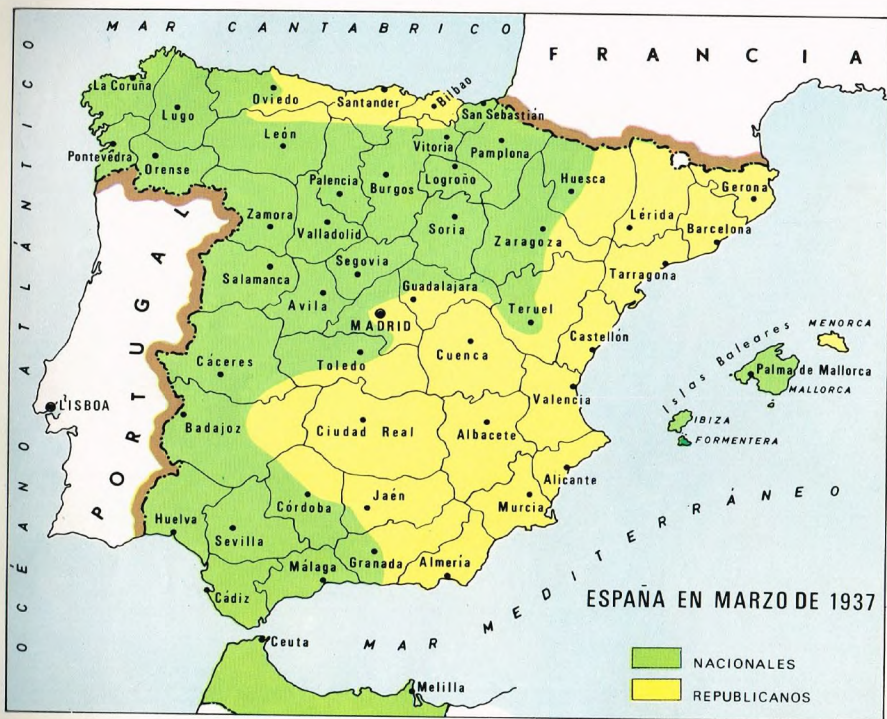 MAR CANTABRICO
FRANCIA
OCÉANO ATLÁNTICO
La Coruña
Lugo
Oviedo
Santander
Bilbao
San Sebastián
Pontevedra
Orense
León
Vitoria
Pamplona
Palencia
Burgos
Logroño
Huesca
Gerona
Zamora
Valladolid
Soria
Zaragoza
Lérida
Barcelona
Salamanca
Segovia
Tarragona
Avila
Guadalajara
Teruel
MADRID
Castellón
Islas Baleares
MENORCA
PORTUGAL
Cáceres
Toledo
Cuenca
Palma de Mallorca
MALLORCA
LISBOA
Badajoz
Ciudad Real
Albacete
Valencia
IBIZA
FORMENTERA
Alicante
Huelva
Sevilla
Córdoba
Jaén
Murcia
Cádiz
Málaga
Granada
Almería
MAR MEDITERRÁNEO
ESPAÑA EN MARZO DE 1937
Ceuta
Melilla
NACIONALES
REPUBLICANOS